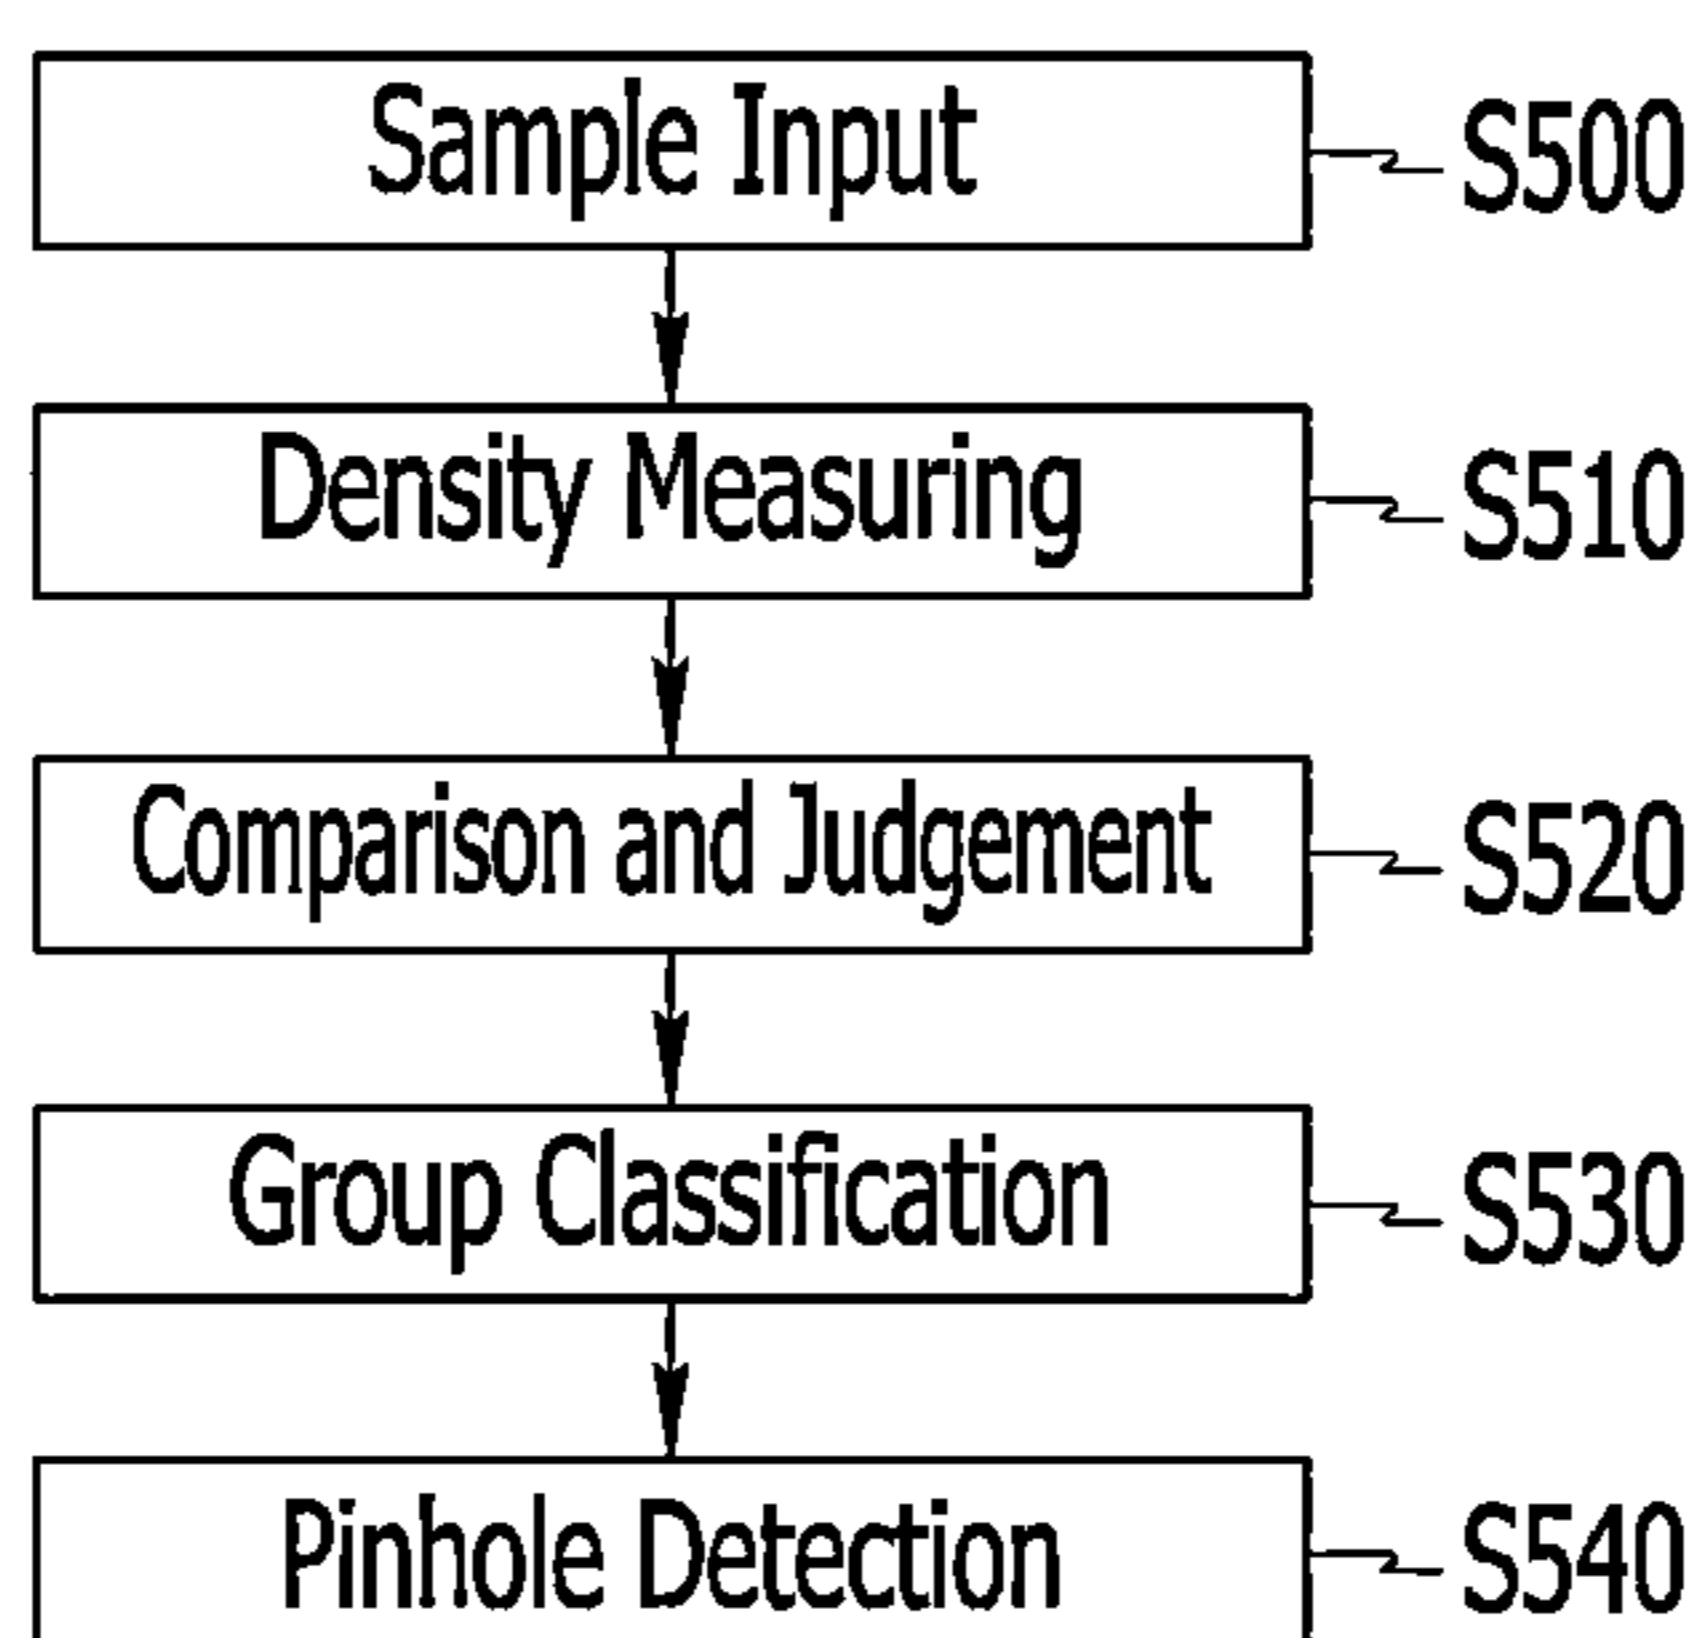 Sample Input S500
Density Measuring S510
Comparison and Judgement S520
Group Classification S530
Pinhole Detection S540